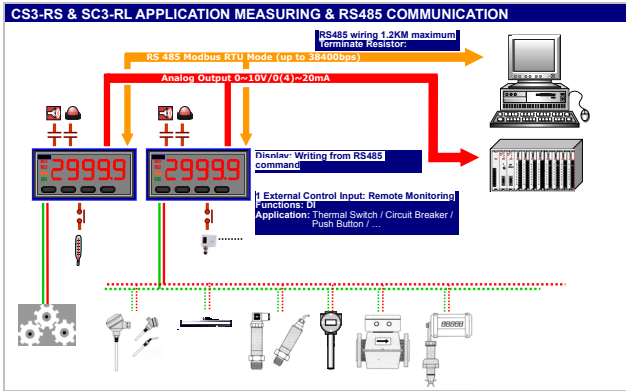 CS3-RS & SC3-RL APPLICATION MEASURING & RS485 COMMUNICATION
RS485 wiring 1.2KM maximum
Terminate Resistor:
RS 485 Modbus RTU Mode (up to 38400bps)
Analog Output 0~10V/0(4)~20mA
29999.9
29999.9
Display: Writing from RS485
command
1 External Control Input: Remote Monitoring
Functions: DI
Application: Thermal Switch / Circuit Breaker /
Push Button / ...